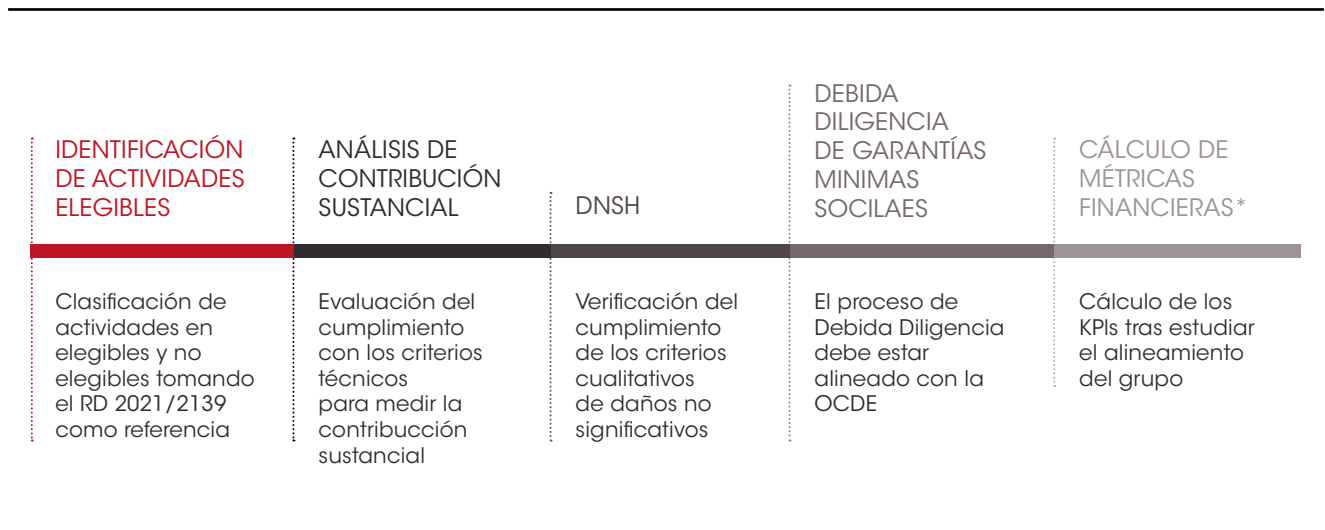 IDENTIFICACIÓN
DE ACTIVIDADES
ELEGIBLES
Clasificación de
actividades en
elegibles y no
elegibles tomando
el RD 2021/2139
como referencia
ANÁLISIS DE
CONTRIBUCIÓN
SUSTANCIAL
Evaluación del
cumplimiento
con los criterios
técnicos
para medir la
contribucción
sustancial
DNSH
Verificación del
cumplimiento
de los criterios
cualitativos
de daños no
significativos
DEBIDA
DILIGENCIA
DE GARANTÍAS
MINIMAS
SOCILAES
El proceso de
Debida Diligencia
debe estar
alineado con la
OCDE
CÁLCULO DE
MÉTRICAS
FINANCIERAS*
Cálculo de los
KPIs tras estudiar
el alineamiento
del grupo